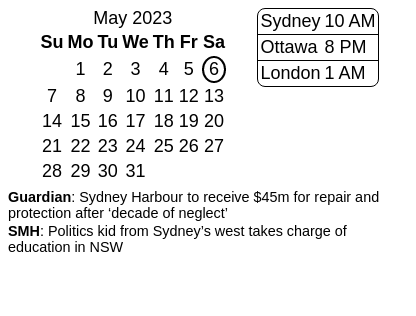 May 2023
Su Mo Tu We Th Fr Sa
1 2 3 4 5 6
7 8 9 10 11 12 13
14 15 16 17 18 19 20
21 22 23 24 25 26 27
28 29 30 31
Sydney 10 AM
Ottawa 8 PM
London 1 AM
Guardian: Sydney Harbour to receive $45m for repair and
protection after ‘decade of neglect’
SMH: Politics kid from Sydney’s west takes charge of
education in NSW